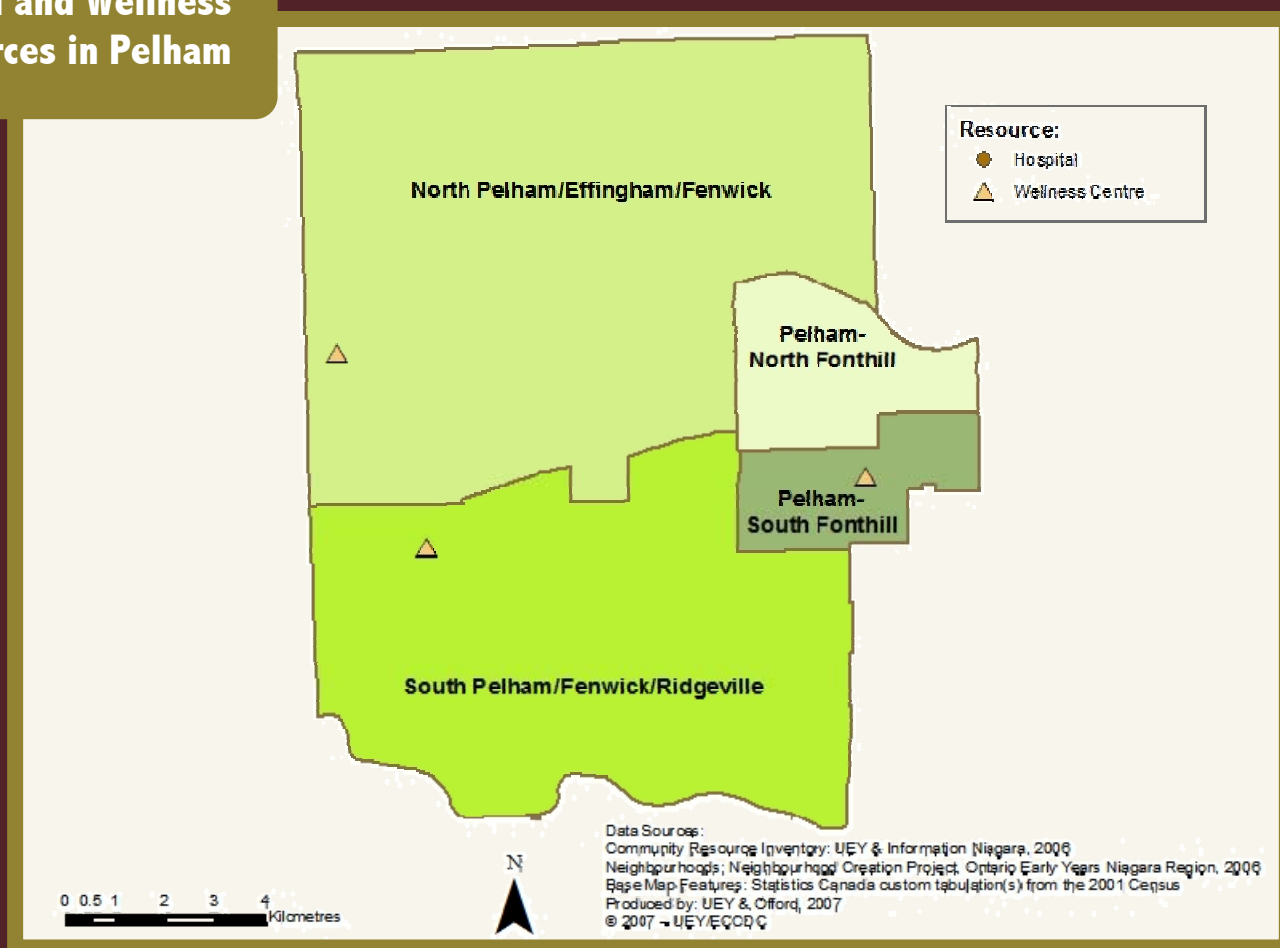 and Wellness
rces in Pelham
Resource:
Hospital
Wellness Centre
North Pelham/Effingham/Fenwick
Pelham-
North Fonthill
Pelham-
South Fonthill
South Pelham/Fenwick/Ridgeville
Data Sources:
Community Resource Inventory: UEY & Information Niagara, 2006
Neighbourhoods; Neighbourhood Creation Project, Ontario Early Years Niagara Region, 2006
Base Map Features: Statistics Canada custom tabulation(s) from the 2001 Census
Produced by: UEY & Offord, 2007
© 2007 - UEY/ECCDC
N
0 0.5 1 2 3 4
Kilometres